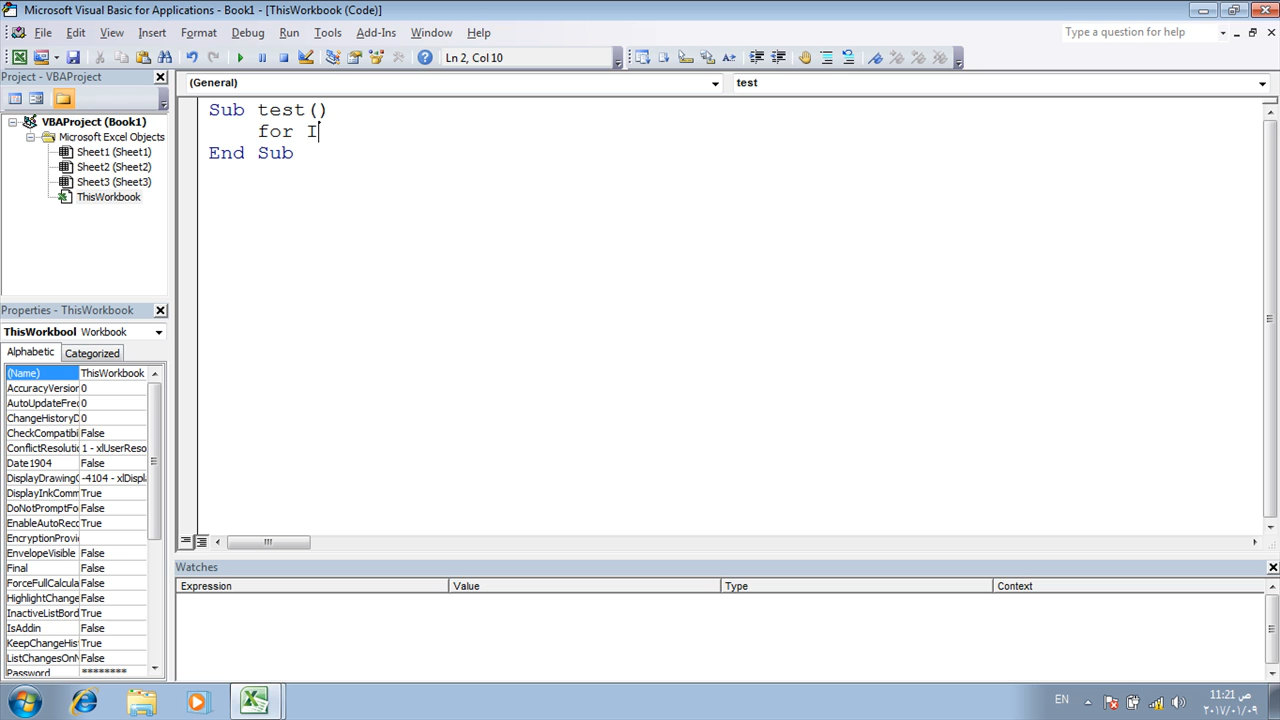 Microsoft Visual Basic for Applications - Book1 - [ThisWorkbook (Code)]
File Edit View Insert Format Debug Run Tools Add-Ins Window Help
Type a question for help
Ln 2, Col 10
Project - VBAProject
(General)
test
VBAProject (Book1)
Microsoft Excel Objects
Sheet1 (Sheet1)
Sheet2 (Sheet2)
Sheet3 (Sheet3)
ThisWorkbook
Sub test()
for I
End Sub
Properties - ThisWorkbook
ThisWorkbool Workbook
Alphabetic Categorized
(Name) ThisWorkbook
AccuracyVersion 0
AutoUpdateFrec 0
ChangeHistoryD 0
CheckCompatibi False
ConflictResolutic 1 - xlUserReso
Date1904 False
DisplayDrawingC -4104 - xlDispl
DisplayInkComm True
DoNotPromptFo False
EnableAutoReco True
EncryptionProvic
EnvelopeVisible False
Final False
ForceFullCalcula False
HighlightChange False
InactiveListBord True
IsAddin False
KeepChangeHis True
ListChangesOnN False
Password ********
Watches
Expression Value Type Context
EN
11:21 ص
٢٠١٧/٠١/٠٩